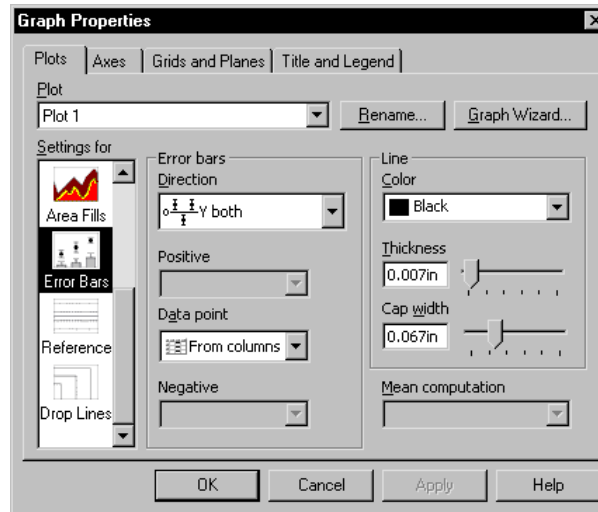 Graph Properties
Plots
Axes
Grids and Planes
Title and Legend
Plot
Plot 1
Rename...
Graph Wizard...
Settings for
Area Fills
Error Bars
Reference
Drop Lines
Error bars
Direction
Y both
Positive
Data point
From columns
Negative
Line
Color
Black
Thickness
0.007in
Cap width
0.067in
Mean computation
OK
Cancel
Apply
Help